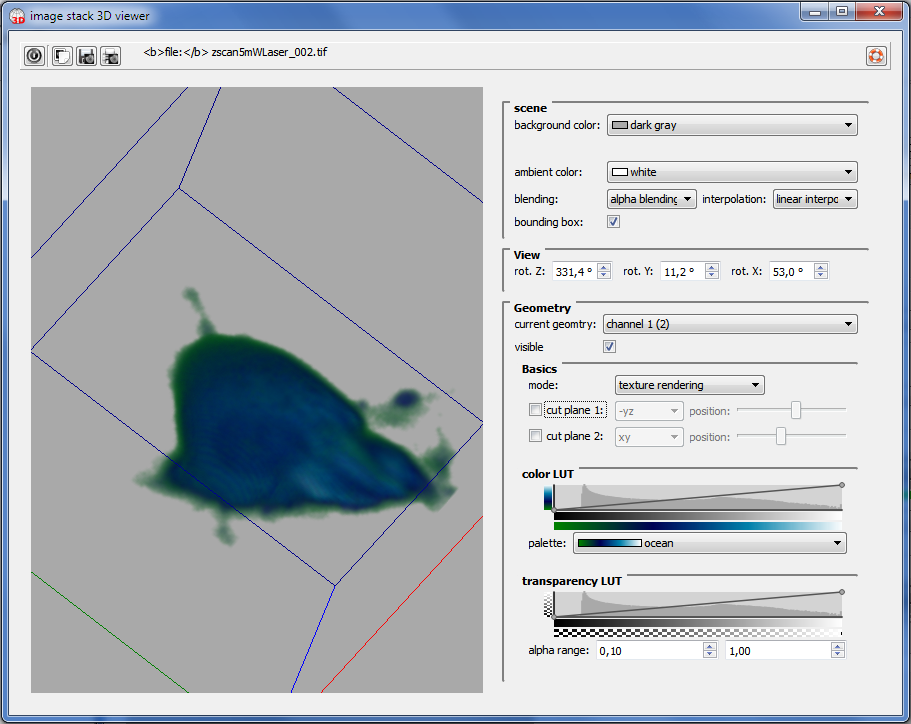 image stack 3D viewer
<b>file:</b> zscan5mWLaser_002.tif
scene
background color: dark gray
ambient color: white
blending: alpha blending interpolation: linear interpo
bounding box:
View
rot. Z: 331,4 ° rot. Y: 11,2 ° rot. X: 53,0 °
Geometry
current geomtry: channel 1 (2)
visible
Basics
mode: texture rendering
cut plane 1: -yz position:
cut plane 2: xy position:
color LUT
palette: ocean
transparency LUT
alpha range: 0,10 1,00